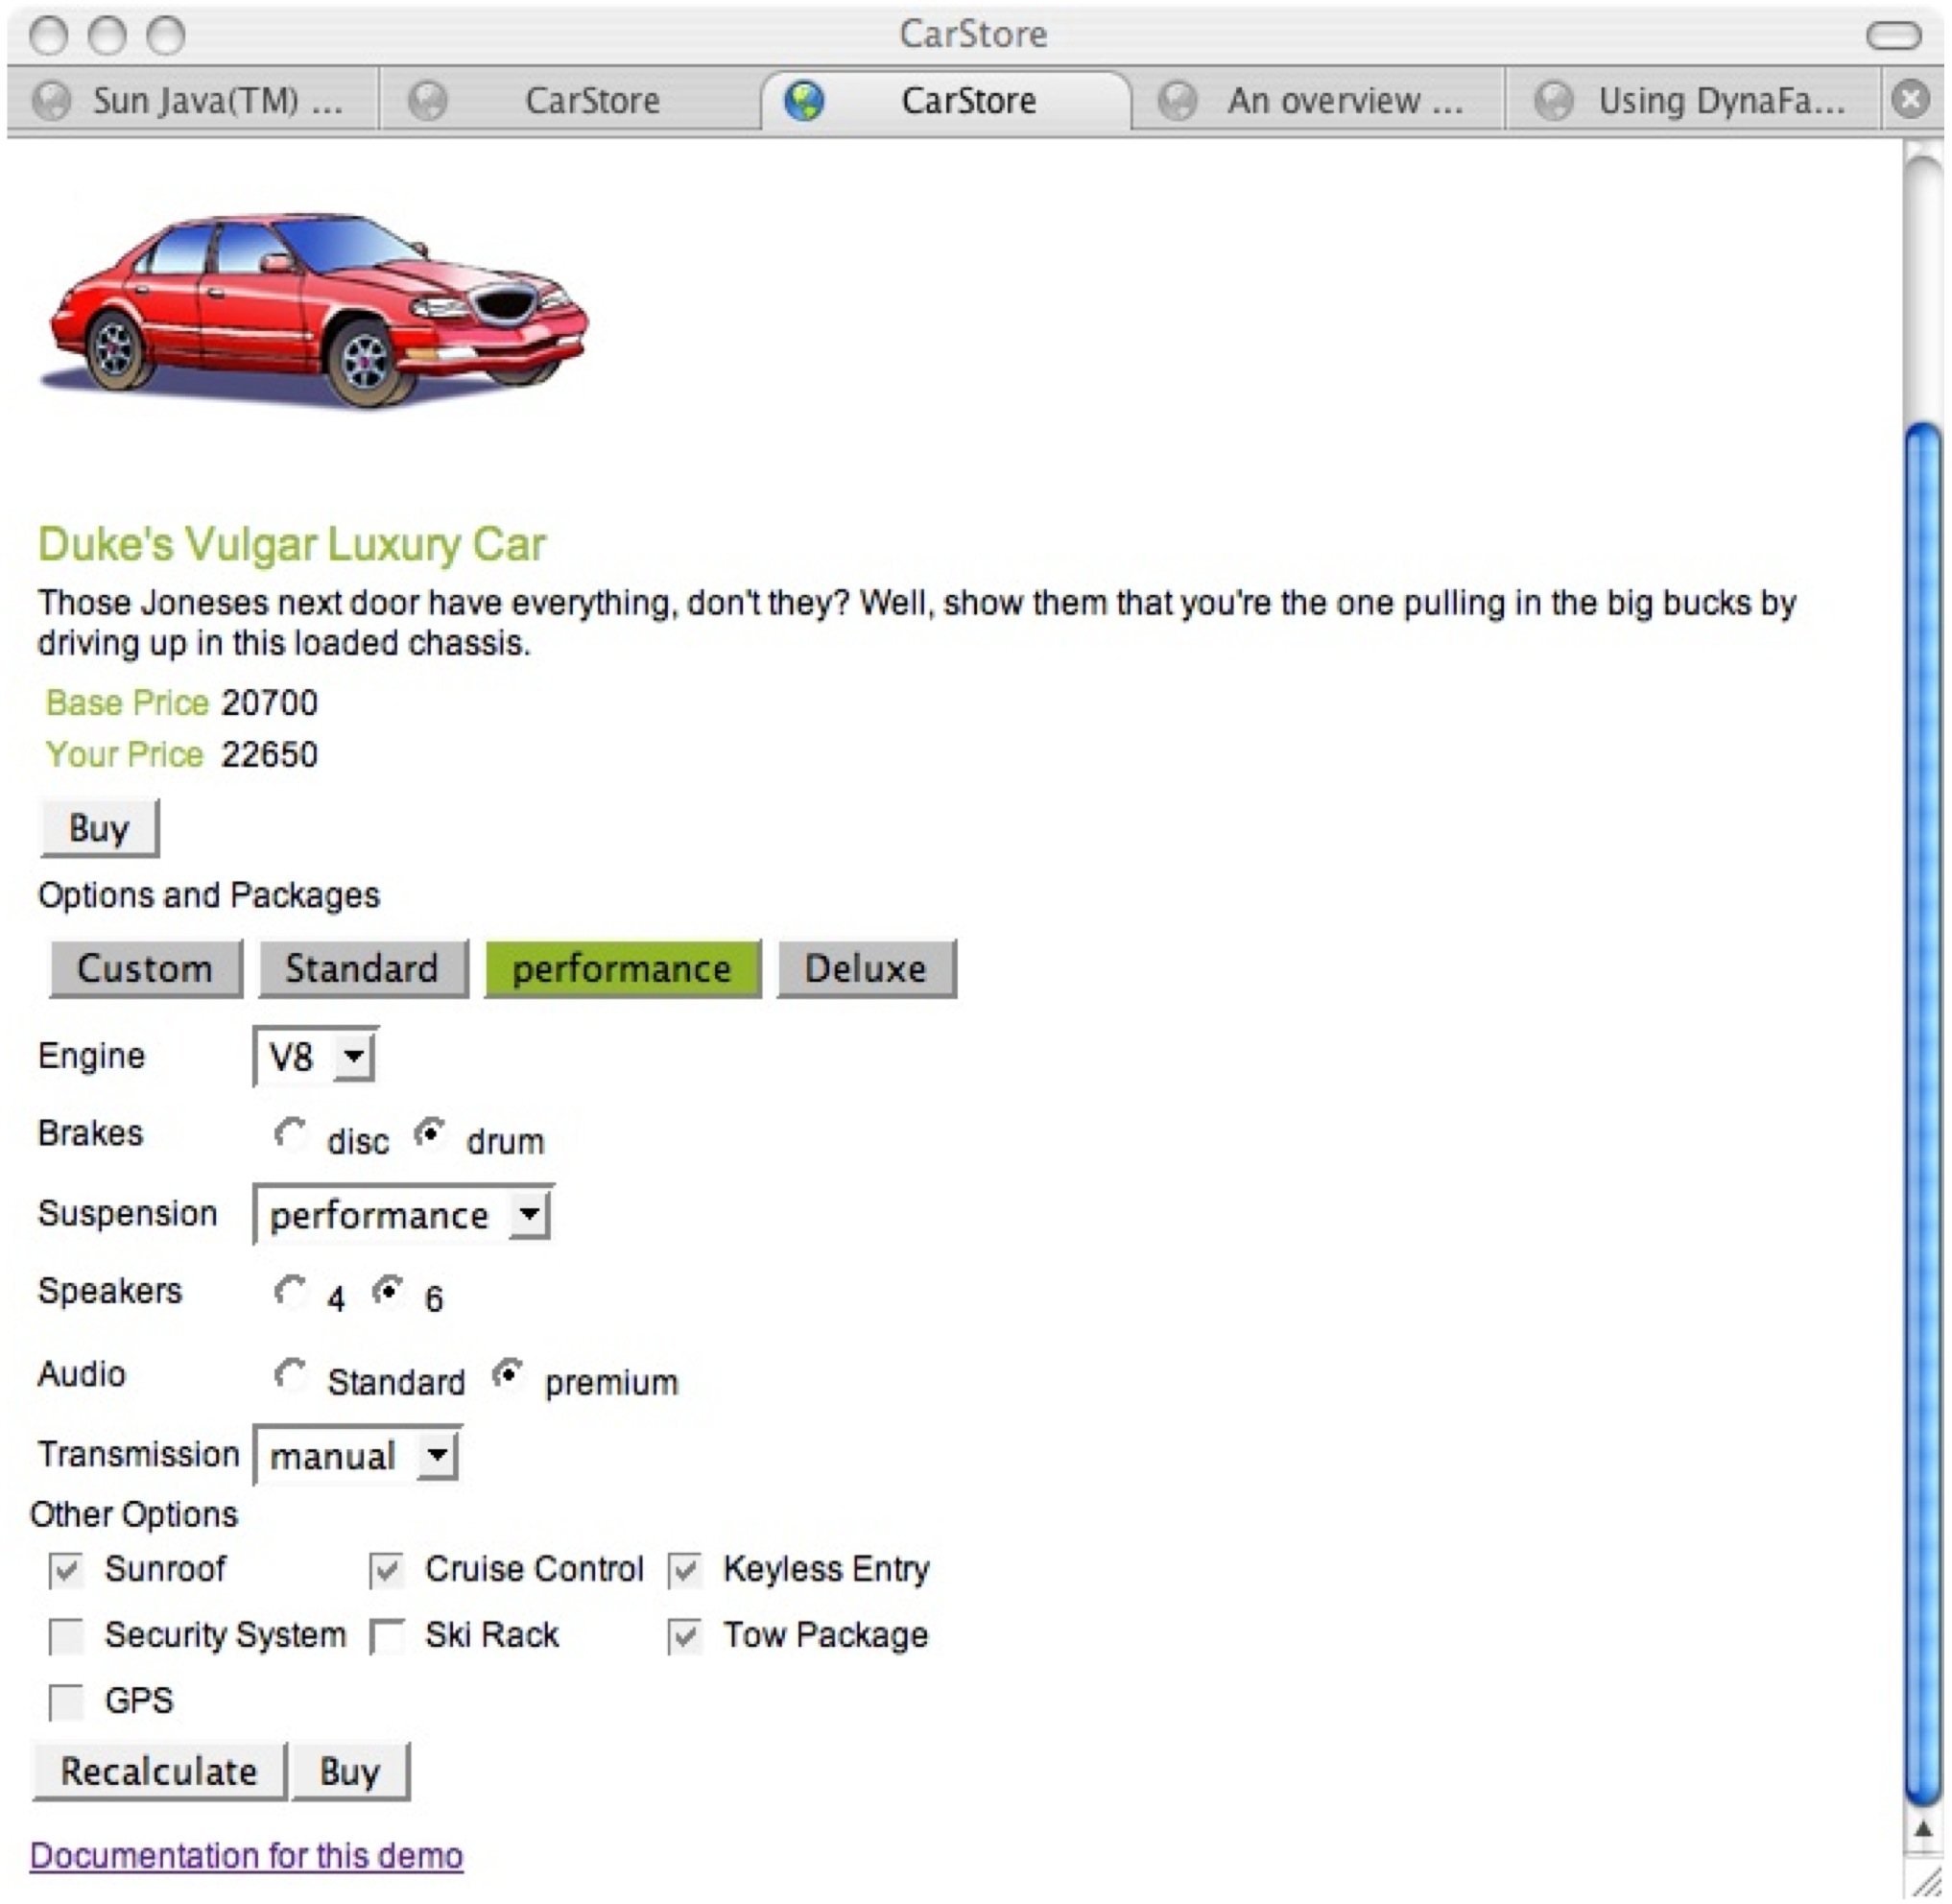 CarStore
Sun Java(TM) ... CarStore CarStore An overview ... Using DynaFa...
Duke's Vulgar Luxury Car
Those Joneses next door have everything, don't they? Well, show them that you're the one pulling in the big bucks by
driving up in this loaded chassis.
Base Price 20700
Your Price 22650
Buy
Options and Packages
Custom Standard performance Deluxe
Engine V8
Brakes disc drum
Suspension performance
Speakers 4 6
Audio Standard premium
Transmission manual
Other Options
Sunroof Cruise Control Keyless Entry
Security System Ski Rack Tow Package
GPS
Recalculate Buy
Documentation for this demo